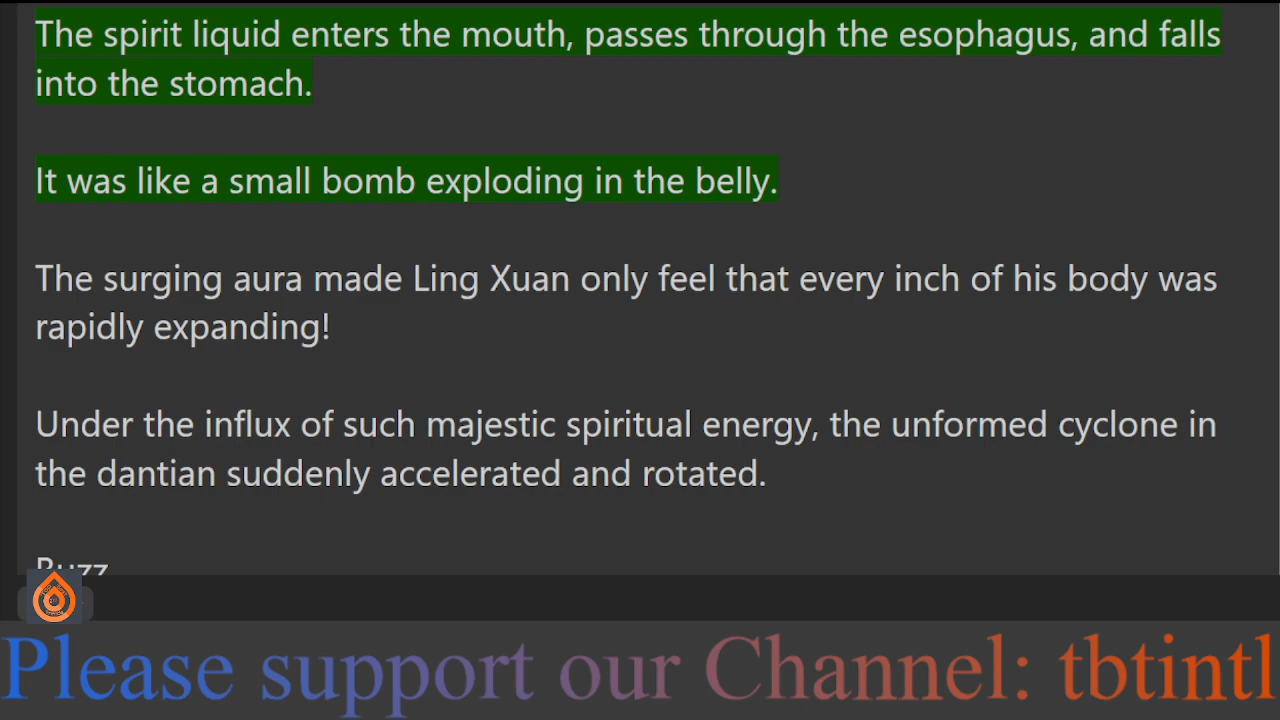 The spirit liquid enters the mouth, passes through the esophagus, and falls
into the stomach.
It was like a small bomb exploding in the belly.
The surging aura made Ling Xuan only feel that every inch of his body was
rapidly expanding!
Under the influx of such majestic spiritual energy, the unformed cyclone in
the dantian suddenly accelerated and rotated.
Buzz
Please support our Channel: tbtintl